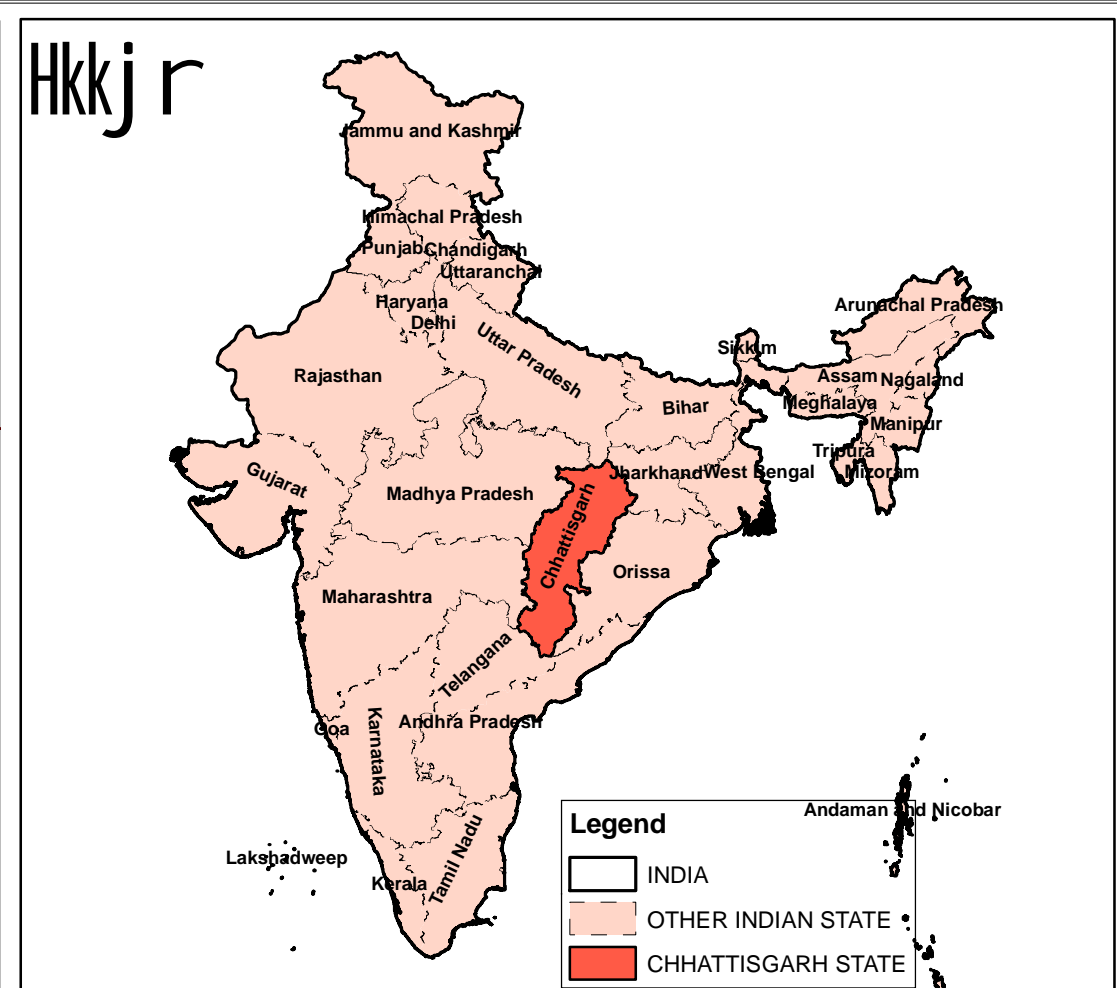 Hkkjr
Jammu and Kashmir
Himachal Pradesh
Punjab
Chandigarh
Uttaranchal
Haryana
Delhi
Uttar Pradesh
Rajasthan
Bihar
Sikkim
Arunachal Pradesh
Assam
Nagaland
Meghalaya
Manipur
Tripura
Mizoram
Gujarat
Madhya Pradesh
Jharkhand
West Bengal
Chhattisgarh
Orissa
Maharashtra
Telangana
Goa
Karnataka
Andhra Pradesh
Andaman and Nicobar
Lakshadweep
Kerala
Tamil Nadu
Legend
INDIA
OTHER INDIAN STATE
CHHATTISGARH STATE